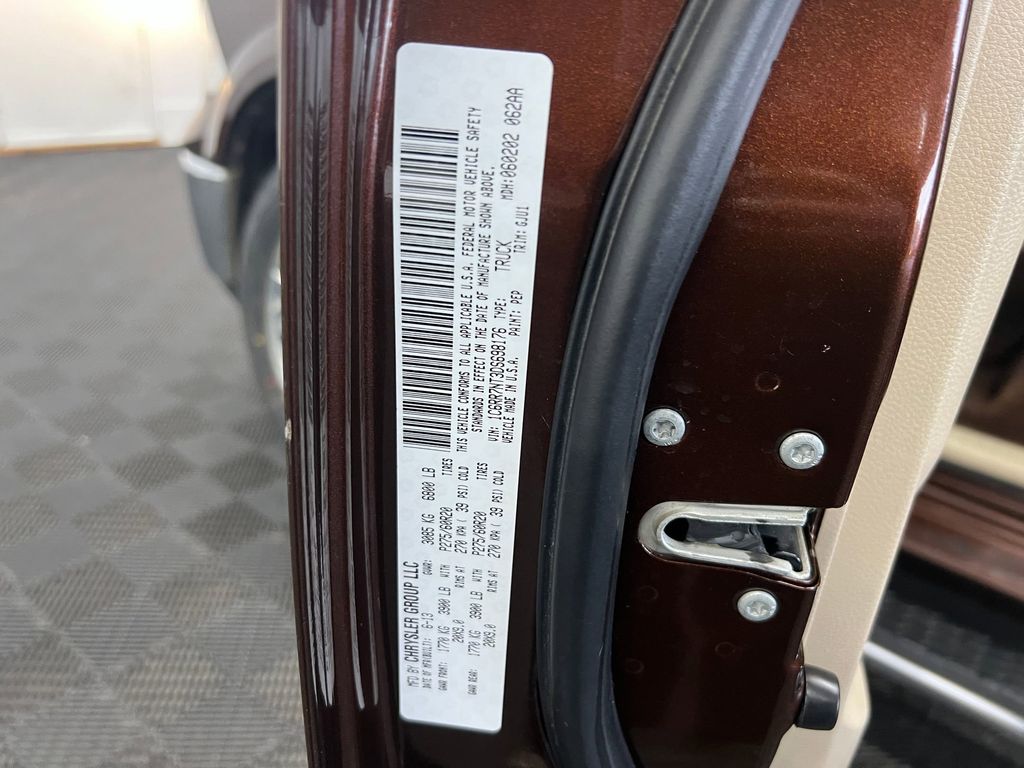 MFD BY CHRYSLER GROUP LLC
DATE OF MFR(BUILT): 6-13 GVWR: 3085 KG 6800 LB
GAWR FRONT: 1770 KG 3900 LB WITH P275/60R20 TIRES
20X9.0 RIMS AT 270 KPA ( 39 PSI) COLD
GAWR REAR: 1770 KG 3900 LB WITH P275/60R20 TIRES
20X9.0 RIMS AT 270 KPA ( 39 PSI) COLD
THIS VEHICLE CONFORMS TO ALL APPLICABLE U.S.A. FEDERAL MOTOR VEHICLE SAFETY
STANDARDS IN EFFECT ON THE DATE OF MANUFACTURE SHOWN ABOVE.
VIN: 1C6RR7NT3DS698176 TYPE: TRUCK MDH:060202 062AA
VEHICLE MADE IN U.S.A. PAINT: PEP TRIM: GJU1